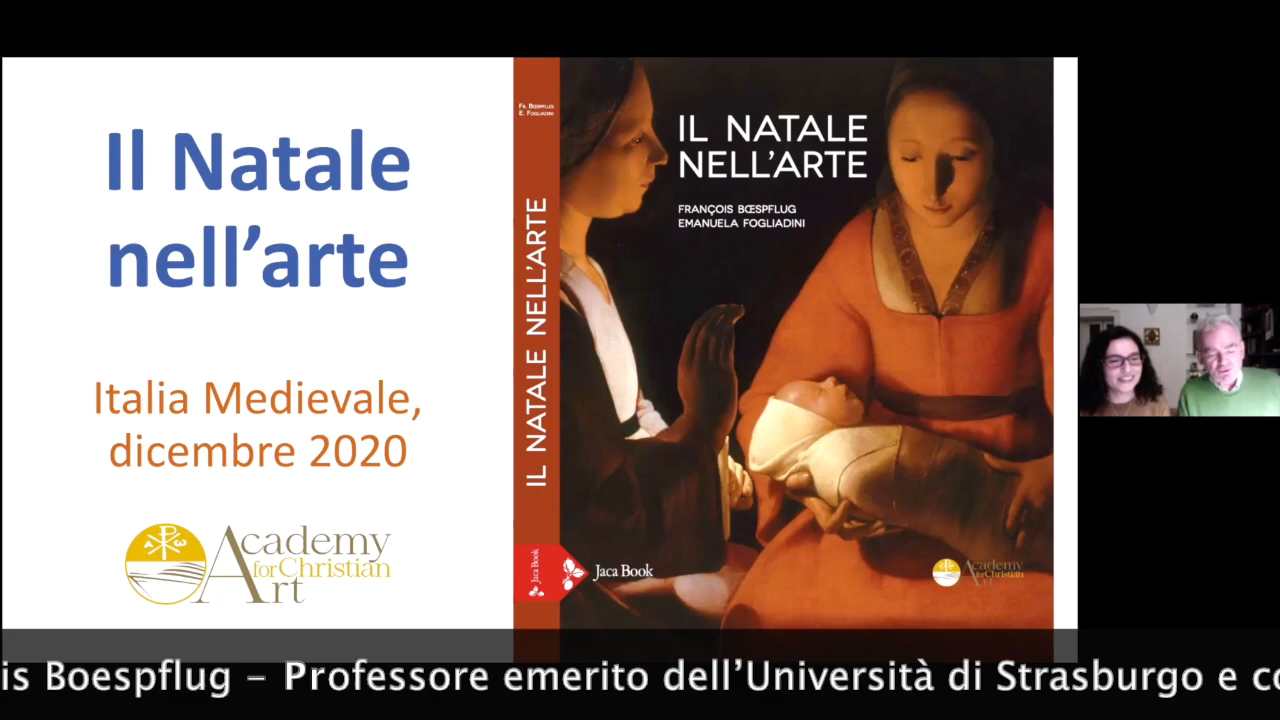 Il Natale
nell’arte
Italia Medievale,
dicembre 2020
Academy
for Christian
Art
Fr. Bœspflug
E. Fogliadini
IL NATALE NELL’ARTE
Jaca Book
IL NATALE
NELL’ARTE
FRANÇOIS BŒSPFLUG
EMANUELA FOGLIADINI
Jaca Book
Academy
for Christian
Art
is Boespflug – Professore emerito dell’Università di Strasburgo e co